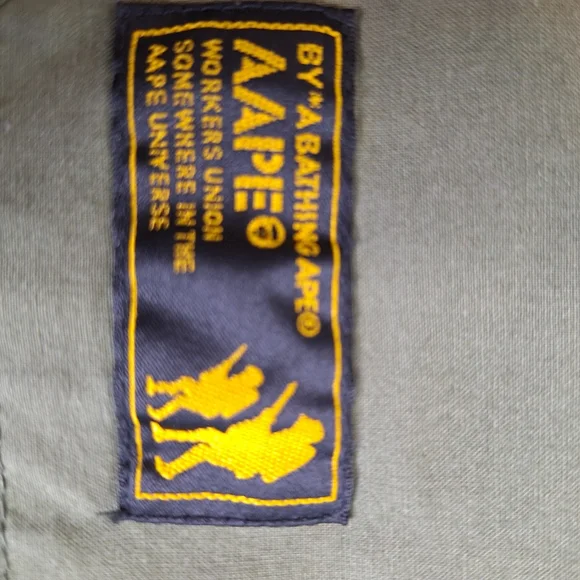 BY "A BATHING APE®
AAPE®
WORKERS UNION
SOMEWHERE IN THE
AAPE UNIVERSE